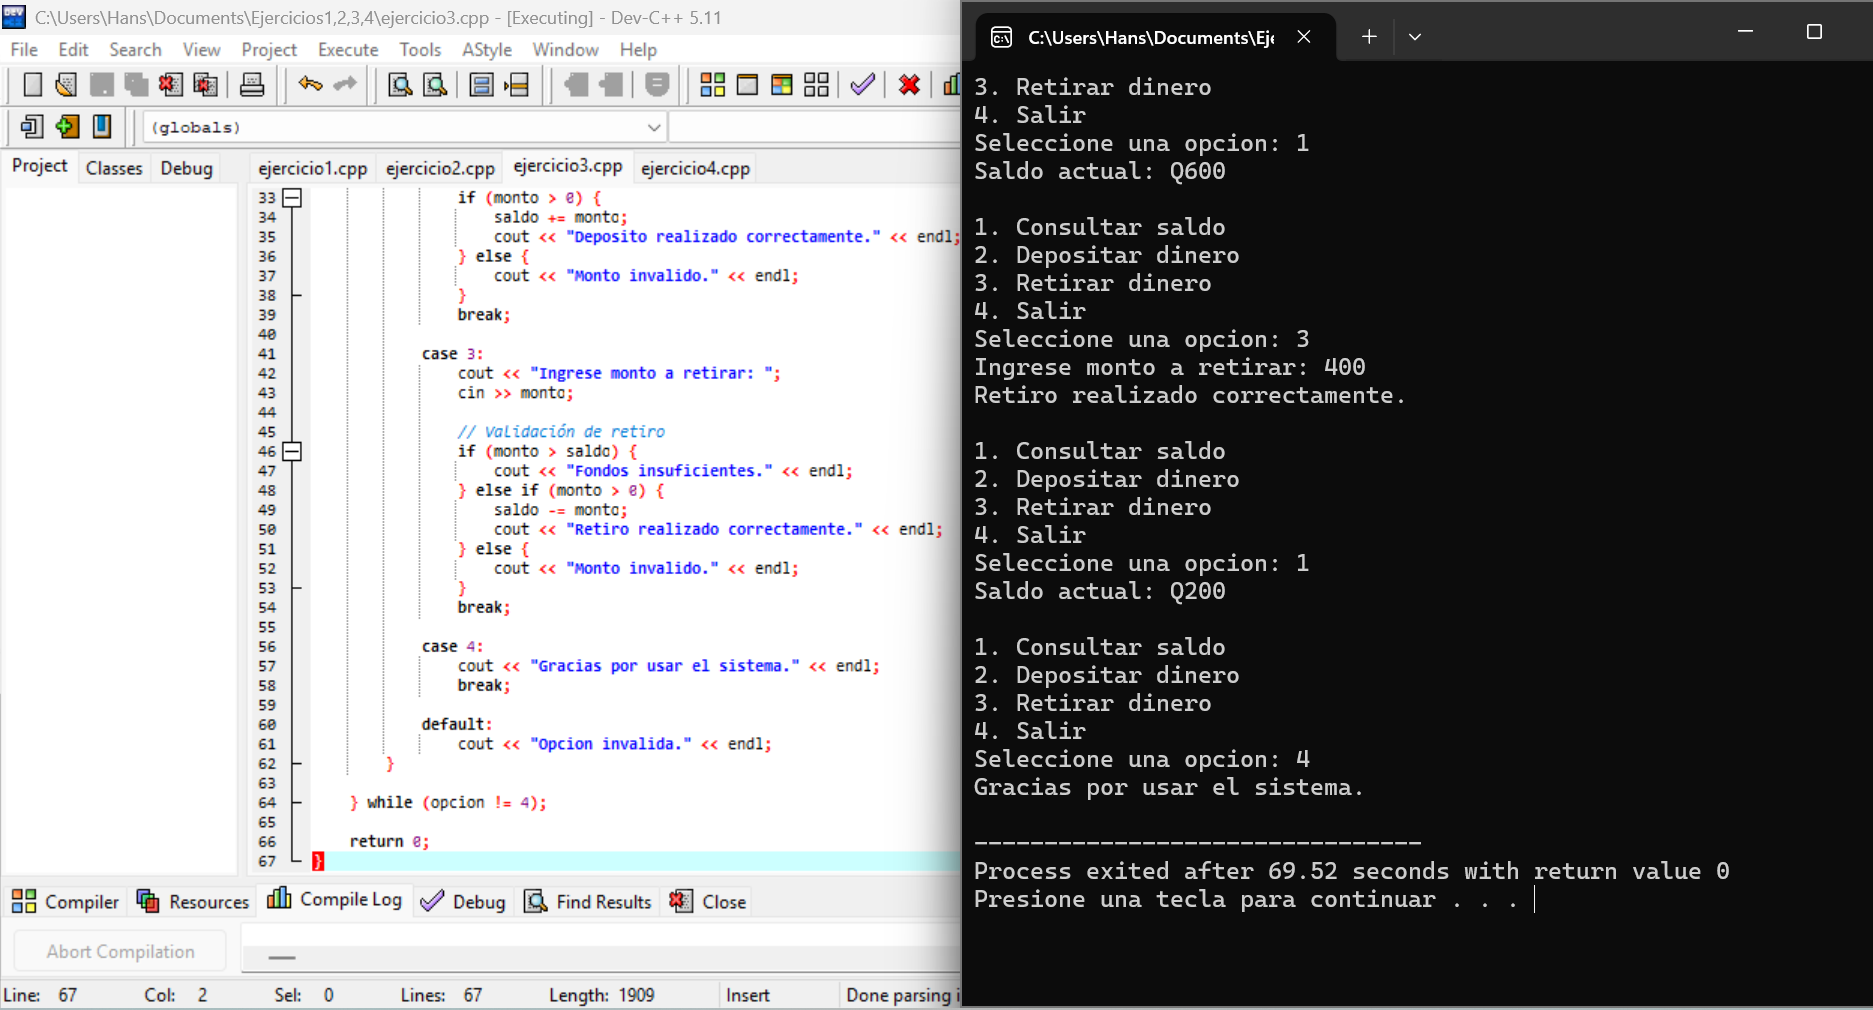 C:\Users\Hans\Documents\Ejercicios1,2,3,4\ejercicio3.cpp - [Executing] - Dev-C++ 5.11
File Edit Search View Project Execute Tools AStyle Window Help
(globals)
Project Classes Debug
ejercicio1.cpp ejercicio2.cpp ejercicio3.cpp ejercicio4.cpp
33 if (monto > 0) {
34 saldo += monto;
35 cout << "Deposito realizado correctamente." << endl;
36 } else {
37 cout << "Monto invalido." << endl;
38 }
39 break;
40
41 case 3:
42 cout << "Ingrese monto a retirar: ";
43 cin >> monto;
44
45 // Validación de retiro
46 if (monto > saldo) {
47 cout << "Fondos insuficientes." << endl;
48 } else if (monto > 0) {
49 saldo -= monto;
50 cout << "Retiro realizado correctamente." << endl;
51 } else {
52 cout << "Monto invalido." << endl;
53 }
54 break;
55
56 case 4:
57 cout << "Gracias por usar el sistema." << endl;
58 break;
59
60 default:
61 cout << "Opcion invalida." << endl;
62 }
63
64 } while (opcion != 4);
65
66 return 0;
67 }
Compiler Resources Compile Log Debug Find Results Close
Abort Compilation
Line: 67 Col: 2 Sel: 0 Lines: 67 Length: 1909 Insert Done parsing i
C:\Users\Hans\Documents\Eje
3. Retirar dinero
4. Salir
Seleccione una opcion: 1
Saldo actual: Q600

1. Consultar saldo
2. Depositar dinero
3. Retirar dinero
4. Salir
Seleccione una opcion: 3
Ingrese monto a retirar: 400
Retiro realizado correctamente.

1. Consultar saldo
2. Depositar dinero
3. Retirar dinero
4. Salir
Seleccione una opcion: 1
Saldo actual: Q200

1. Consultar saldo
2. Depositar dinero
3. Retirar dinero
4. Salir
Seleccione una opcion: 4
Gracias por usar el sistema.

--------------------------------
Process exited after 69.52 seconds with return value 0
Presione una tecla para continuar . . .